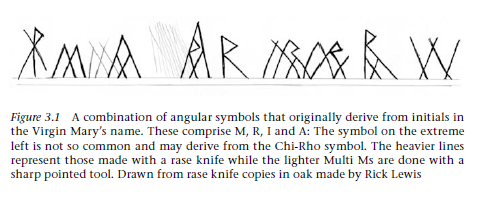 Figure 3.1 A combination of angular symbols that originally derive from initials in
the Virgin Mary's name. These comprise M, R, I and A: The symbol on the extreme
left is not so common and may derive from the Chi-Rho symbol. The heavier lines
represent those made with a rase knife while the lighter Multi Ms are done with a
sharp pointed tool. Drawn from rase knife copies in oak made by Rick Lewis